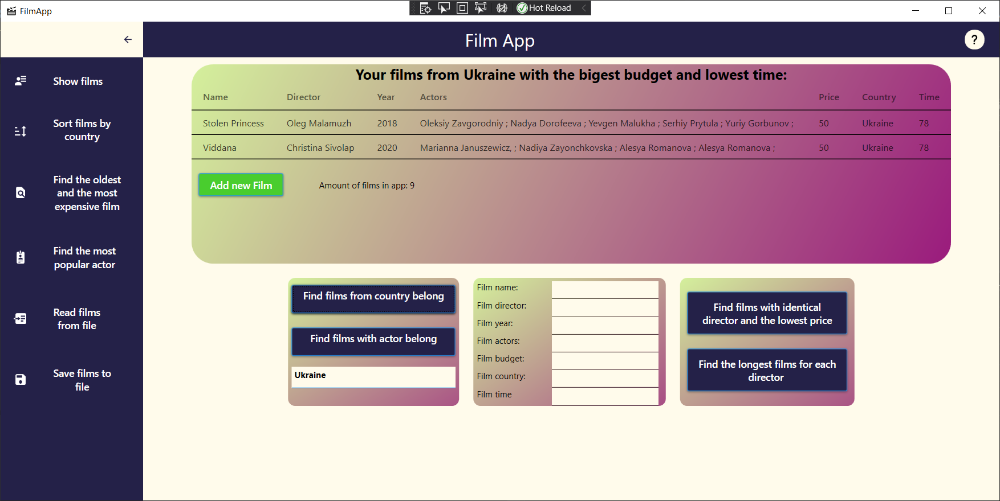 FilmApp
Hot Reload
Film App
?
Show films
Sort films by
country
Find the oldest
and the most
expensive film
Find the most
popular actor
Read films
from file
Save films to
file
Your films from Ukraine with the bigest budget and lowest time:
Name Director Year Actors Price Country Time
Stolen Princess Oleg Malamuzh 2018 Oleksiy Zavgorodniy ; Nadya Dorofeeva ; Yevgen Malukha ; Serhiy Prytula ; Yuriy Gorbunov ; 50 Ukraine 78
Viddana Christina Sivolap 2020 Marianna Januszewicz, ; Nadiya Zayonchkovska ; Alesya Romanova ; Alesya Romanova ; 50 Ukraine 78
Add new Film
Amount of films in app: 9
Find films from country belong
Find films with actor belong
Ukraine
Film name:
Film director:
Film year:
Film actors:
Film budget:
Film country:
Film time
Find films with identical
director and the lowest price
Find the longest films for each
director